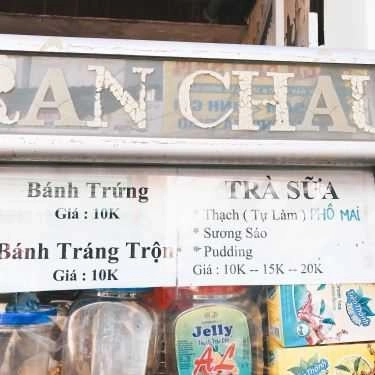 RAN CHAU
Bánh Trứng
Giá : 10K
Bánh Tráng Trộn
Giá : 10K
TRÀ SỮA
* Thạch ( Tự Làm ) PHÔ MAI
* Sương Sáo
* Pudding
Giá : 10K -- 15K -- 20K
Jelly
A.L